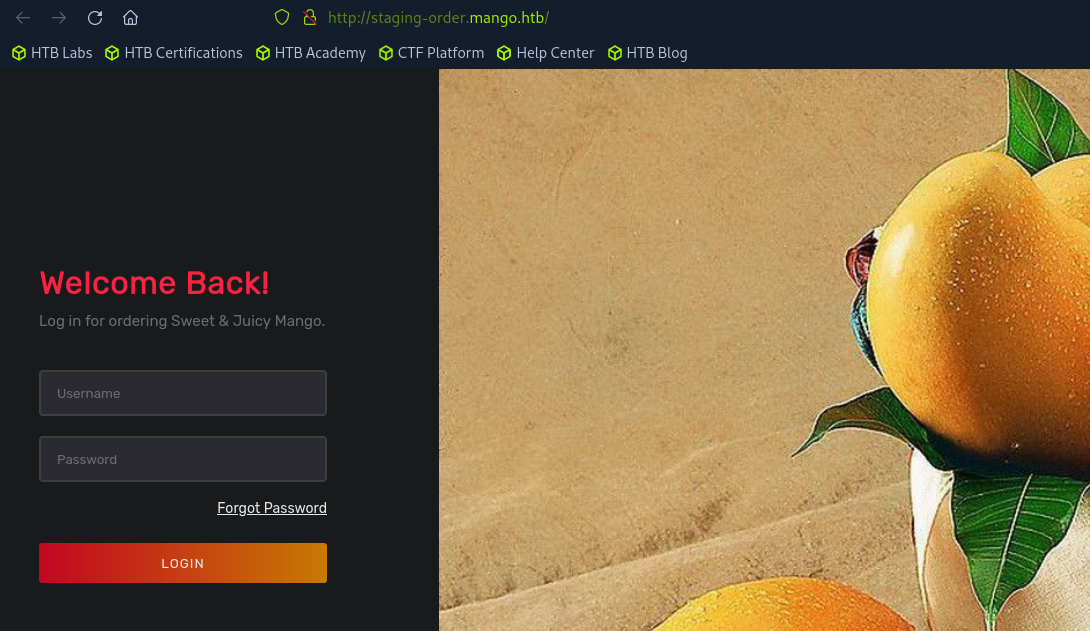 http://staging-order.mango.htb/
HTB Labs HTB Certifications HTB Academy CTF Platform Help Center HTB Blog
Welcome Back!
Log in for ordering Sweet & Juicy Mango.
Username
Password
Forgot Password
LOGIN